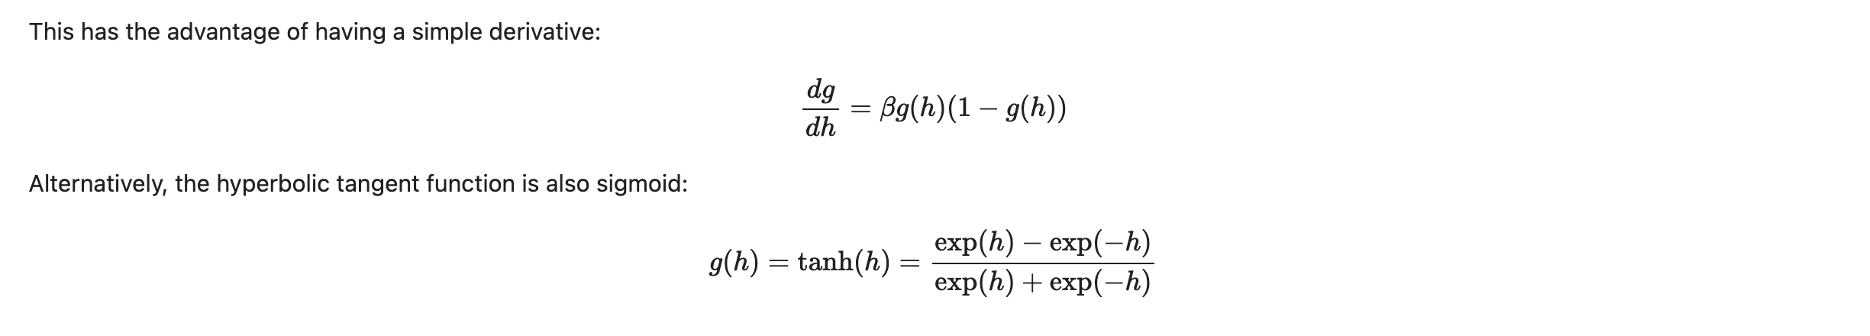 This has the advantage of having a simple derivative:
dg/dh = βg(h)(1 − g(h))
Alternatively, the hyperbolic tangent function is also sigmoid:
g(h) = tanh(h) = (exp(h) − exp(−h))/(exp(h) + exp(−h))